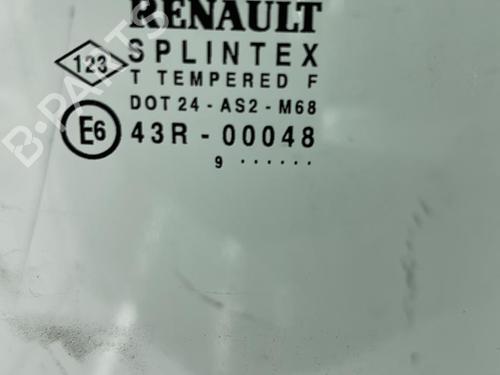 RENAULT
123 SPLINTEX
T TEMPERED F
DOT 24 - AS2 - M68
E6 43R - 00048
9 ......
B-PARTS